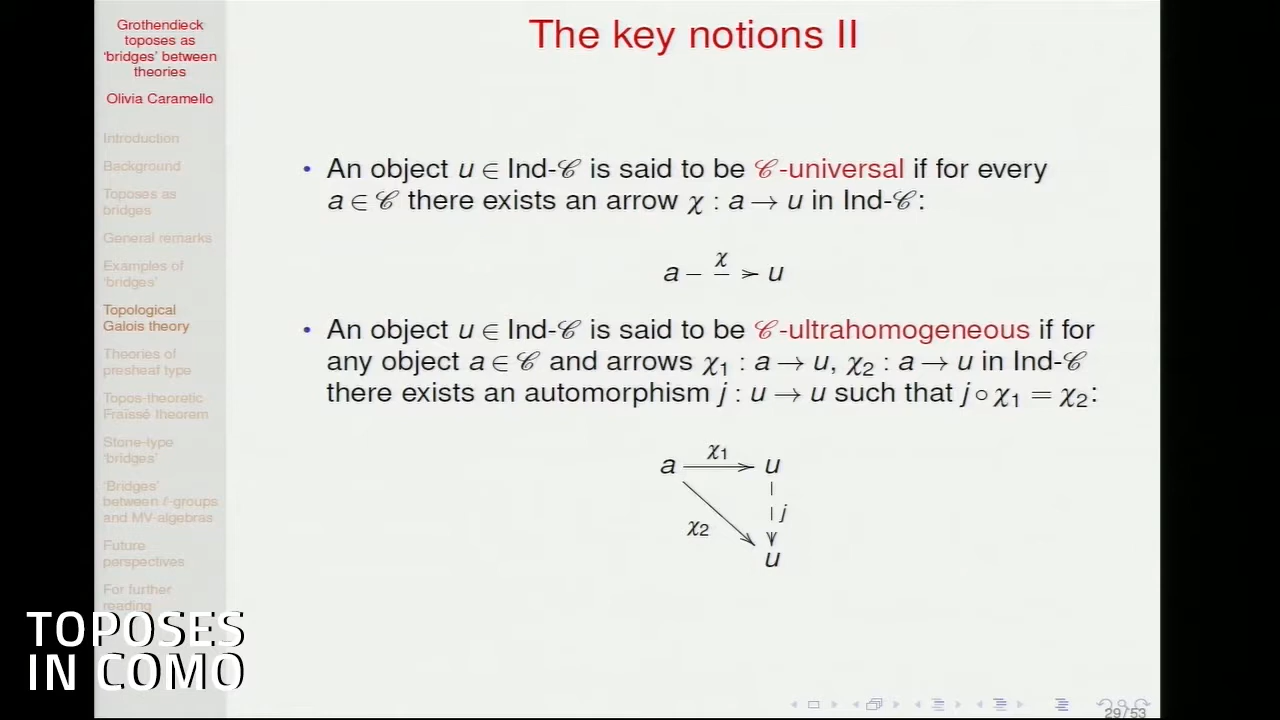 Grothendieck
toposes as
'bridges' between
theories
Olivia Caramello
Introduction
Background
Toposes as
bridges
General remarks
Examples of
'bridges'
Topological
Galois theory
Theories of
presheaf type
Topos-theoretic
Fraïssé theorem
Stone-type
'bridges'
'Bridges'
between ℓ-groups
and MV-algebras
Future
perspectives
For further
reading
The key notions II
• An object u ∈ Ind-𝒞 is said to be 𝒞-universal if for every
a ∈ 𝒞 there exists an arrow χ : a → u in Ind-𝒞:
χ
a - - > u
• An object u ∈ Ind-𝒞 is said to be 𝒞-ultrahomogeneous if for
any object a ∈ 𝒞 and arrows χ₁ : a → u, χ₂ : a → u in Ind-𝒞
there exists an automorphism j : u → u such that j ∘ χ₁ = χ₂:
χ₁
a → u
j
χ₂
u
TOPOSES
IN COMO
29/53